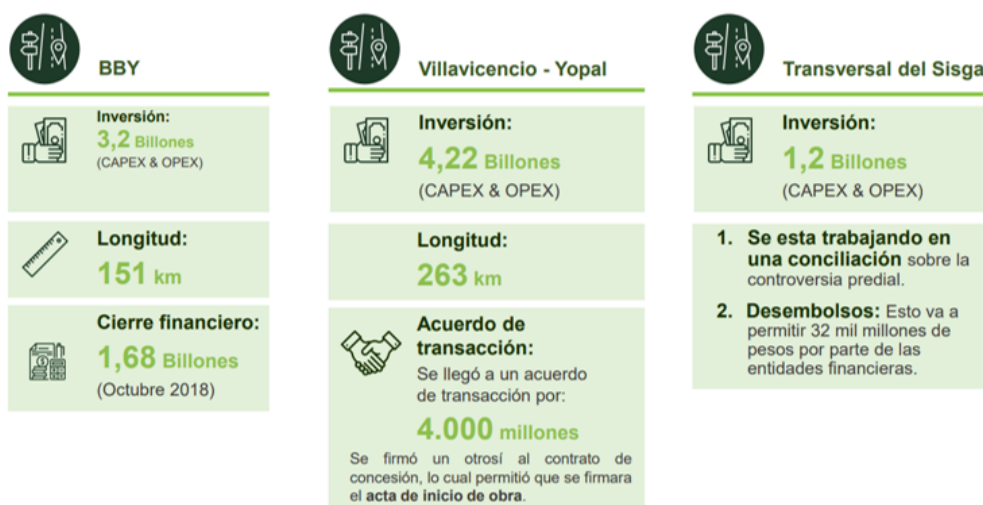 BBY
Inversión:
3,2 Billones
(CAPEX & OPEX)
Longitud:
151 km
Cierre financiero:
1,68 Billones
(Octubre 2018)
Villavicencio - Yopal
Inversión:
4,22 Billones
(CAPEX & OPEX)
Longitud:
263 km
Acuerdo de
transacción:
Se llegó a un acuerdo
de transacción por:
4.000 millones
Se firmó un otrosí al contrato de
concesión, lo cual permitió que se firmara
el acta de inicio de obra.
Transversal del Sisga
Inversión:
1,2 Billones
(CAPEX & OPEX)
1. Se esta trabajando en
una conciliación sobre la
controversia predial.
2. Desembolsos: Esto va a
permitir 32 mil millones de
pesos por parte de las
entidades financieras.